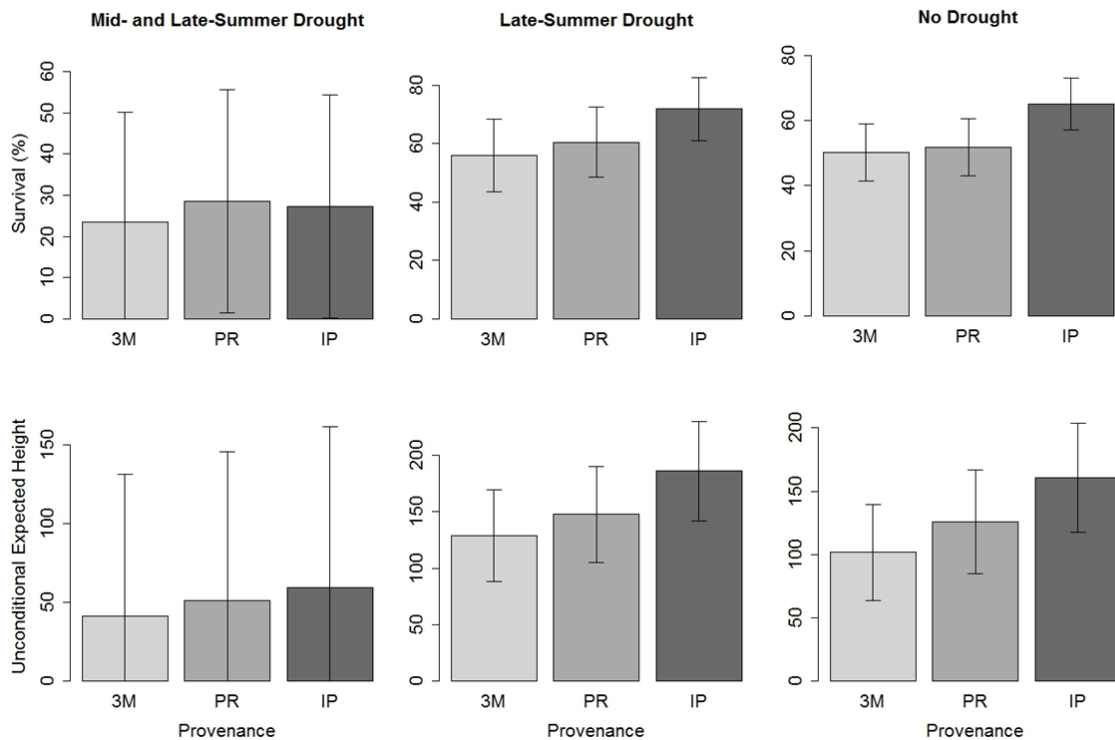 Mid- and Late-Summer Drought
Late-Summer Drought
No Drought
Survival (%)
0 10 20 30 40 50 60
3M PR IP
0 20 40 60 80
3M PR IP
0 20 40 60 80
3M PR IP
Unconditional Expected Height
0 50 100 150
3M PR IP
Provenance
0 50 100 150 200
3M PR IP
Provenance
0 50 100 150 200
3M PR IP
Provenance